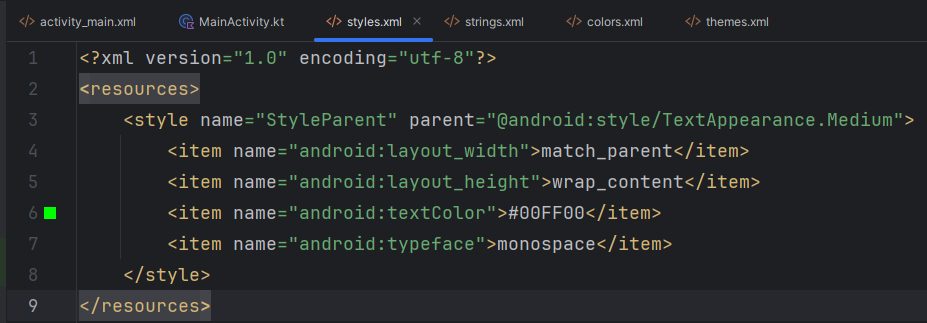 activity_main.xml MainActivity.kt styles.xml strings.xml colors.xml themes.xml
1 <?xml version="1.0" encoding="utf-8"?>
2 <resources>
3 <style name="StyleParent" parent="@android:style/TextAppearance.Medium">
4 <item name="android:layout_width">match_parent</item>
5 <item name="android:layout_height">wrap_content</item>
6 <item name="android:textColor">#00FF00</item>
7 <item name="android:typeface">monospace</item>
8 </style>
9 </resources>